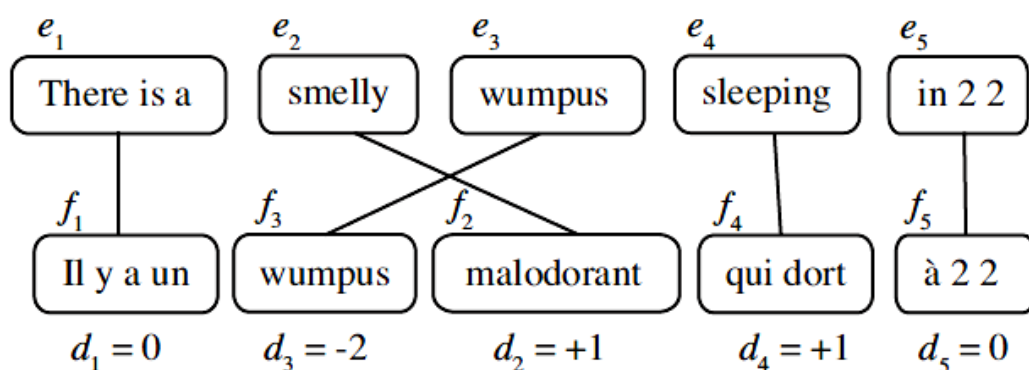 e₁ e₂ e₃ e₄ e₅
There is a smelly wumpus sleeping in 2 2
f₁ f₃ f₂ f₄ f₅
Il y a un wumpus malodorant qui dort à 2 2
d₁ = 0 d₃ = -2 d₂ = +1 d₄ = +1 d₅ = 0